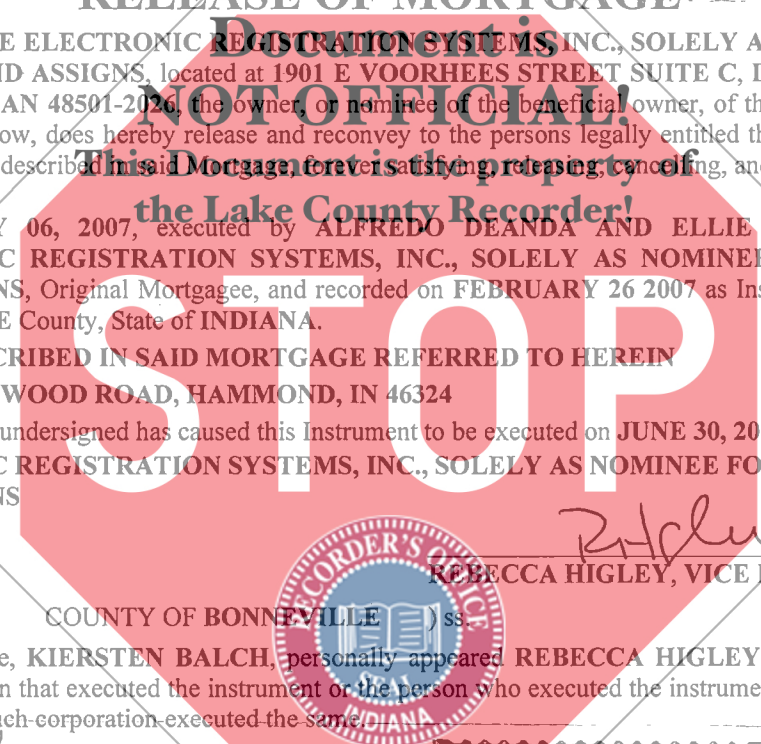 RELEASE OF MORTGAGE
Document is
E ELECTRONIC REGISTRATION SYSTEMS, INC., SOLELY A
ND ASSIGNS, located at 1901 E VOORHEES STREET SUITE C, D
AN 48501-2026, the owner, or nominee of the beneficial owner, of th
NOT OFFICIAL!
ow, does hereby release and reconvey to the persons legally entitled th
described in said Mortgage, forever satisfying, releasing, cancelling, and
This Document is the property of
the Lake County Recorder!
Y 06, 2007, executed by ALFREDO DEANDA AND ELLIE
C REGISTRATION SYSTEMS, INC., SOLELY AS NOMINEE
NS, Original Mortgagee, and recorded on FEBRUARY 26 2007 as Ins
E County, State of INDIANA.
CRIBED IN SAID MORTGAGE REFERRED TO HEREIN
WOOD ROAD, HAMMOND, IN 46324
STOP
undersigned has caused this Instrument to be executed on JUNE 30, 20
C REGISTRATION SYSTEMS, INC., SOLELY AS NOMINEE FO
NS
REBECCA HIGLEY, VICE
RECORDER'S OFFICE
SEAL
INDIANA
COUNTY OF BONNEVILLE ) ss.
e, KIERSTEN BALCH, personally appeared REBECCA HIGLEY
n that executed the instrument or the person who executed the instrume
uch corporation executed the same.